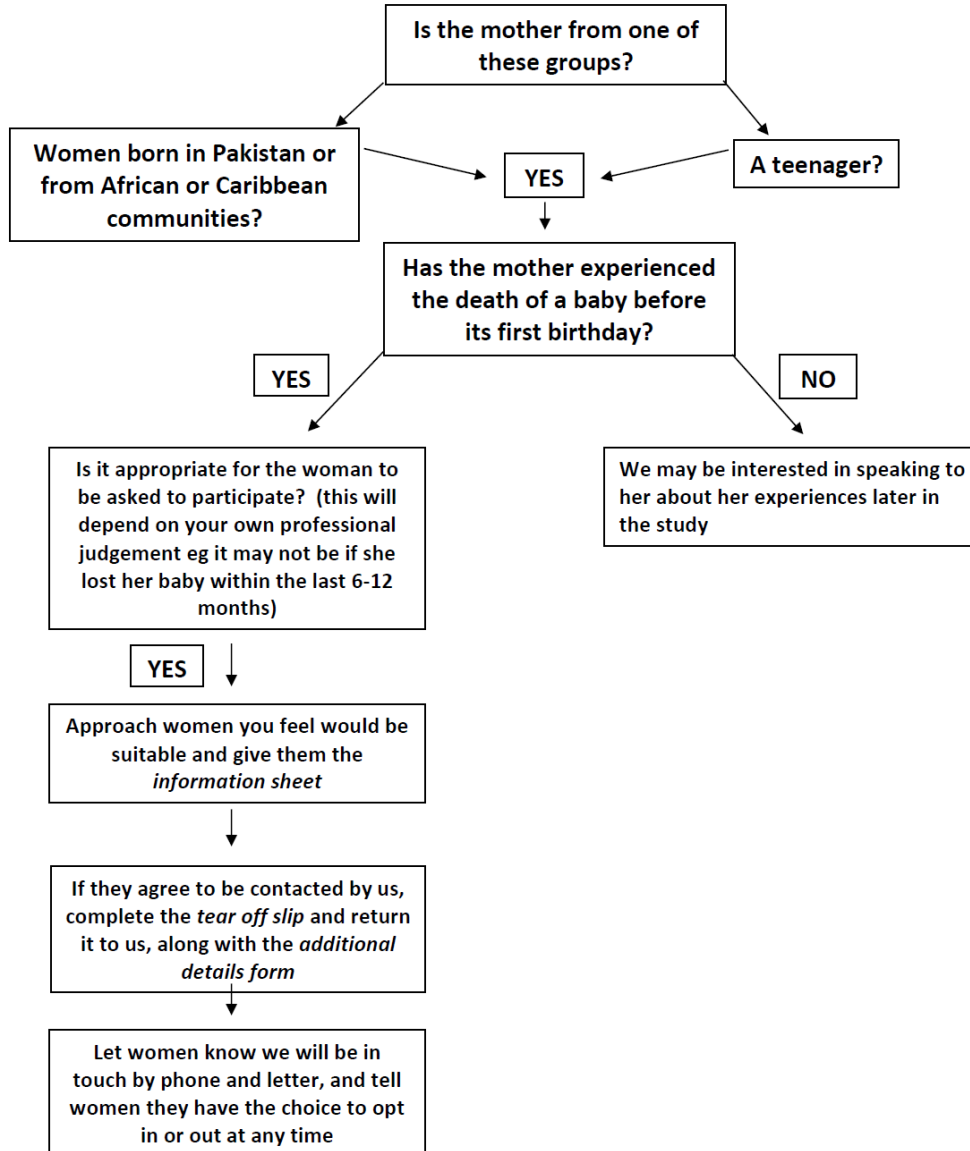 Is the mother from one of
these groups?
Women born in Pakistan or
from African or Caribbean
communities?
YES
A teenager?
Has the mother experienced
the death of a baby before
its first birthday?
YES
NO
Is it appropriate for the woman to
be asked to participate?  (this will
depend on your own professional
judgement eg it may not be if she
lost her baby within the last 6-12
months)
We may be interested in speaking to
her about her experiences later in
the study
YES
Approach women you feel would be
suitable and give them the
information sheet
If they agree to be contacted by us,
complete the tear off slip and return
it to us, along with the additional
details form
Let women know we will be in
touch by phone and letter, and tell
women they have the choice to opt
in or out at any time